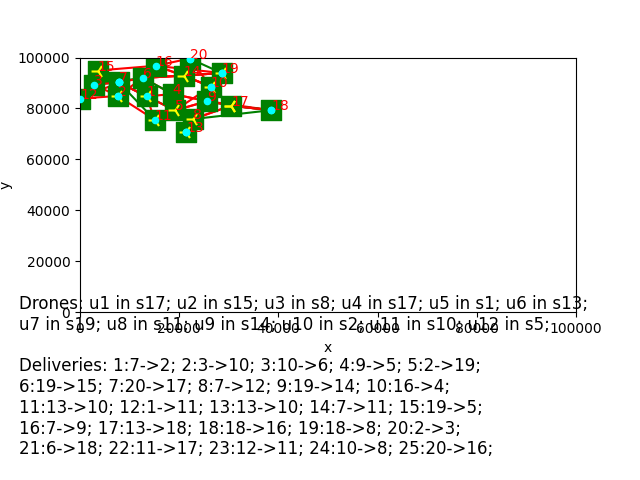 20
16
19
18
17
100000
80000
60000
40000
20000
0
y
0 20000 40000 60000 80000 100000
x
Drones: u1 in s17; u2 in s15; u3 in s8; u4 in s17; u5 in s1; u6 in s13;
u7 in s19; u8 in s11; u9 in s14; u10 in s2; u11 in s10; u12 in s5;
Deliveries: 1:7->2; 2:3->10; 3:10->6; 4:9->5; 5:2->19;
6:19->15; 7:20->17; 8:7->12; 9:19->14; 10:16->4;
11:13->10; 12:1->11; 13:13->10; 14:7->11; 15:19->5;
16:7->9; 17:13->18; 18:18->16; 19:18->8; 20:2->3;
21:6->18; 22:11->17; 23:12->11; 24:10->8; 25:20->16;